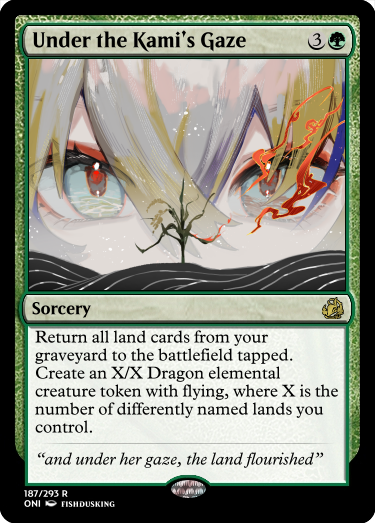 Under the Kami's Gaze 3
Sorcery
Return all land cards from your
graveyard to the battlefield tapped.
Create an X/X Dragon elemental
creature token with flying, where X is the
number of differently named lands you
control.
“and under her gaze, the land flourished”
187/293 R
ONI FISHDUSKING